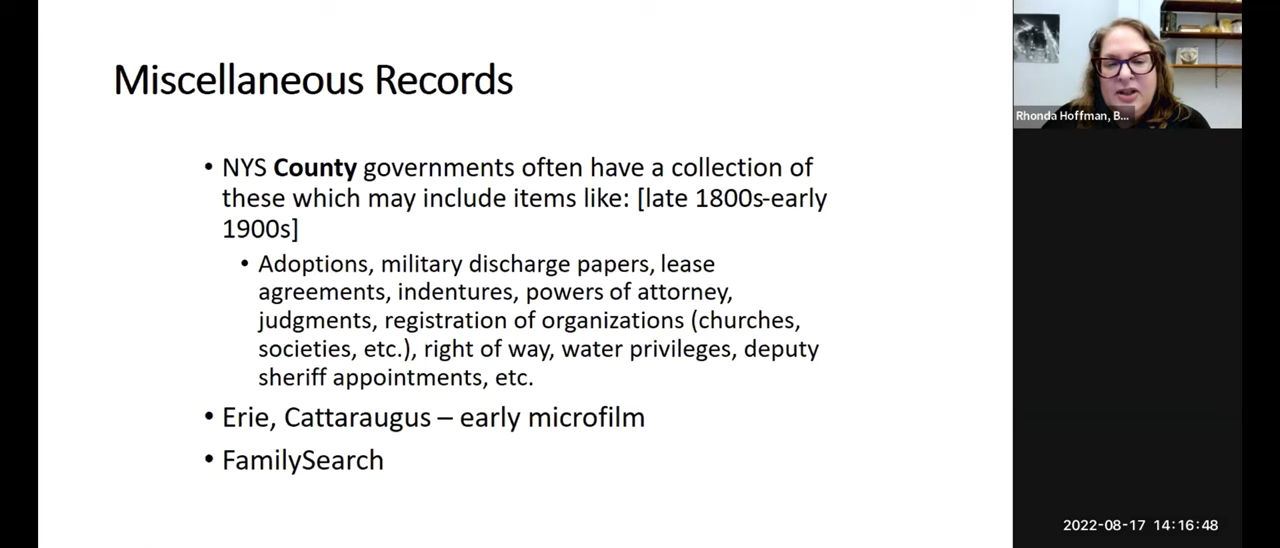 Miscellaneous Records
• NYS County governments often have a collection of
these which may include items like: [late 1800s-early
1900s]
• Adoptions, military discharge papers, lease
agreements, indentures, powers of attorney,
judgments, registration of organizations (churches,
societies, etc.), right of way, water privileges, deputy
sheriff appointments, etc.
• Erie, Cattaraugus – early microfilm
• FamilySearch
Rhonda Hoffman, B...
2022-08-17 14:16:48